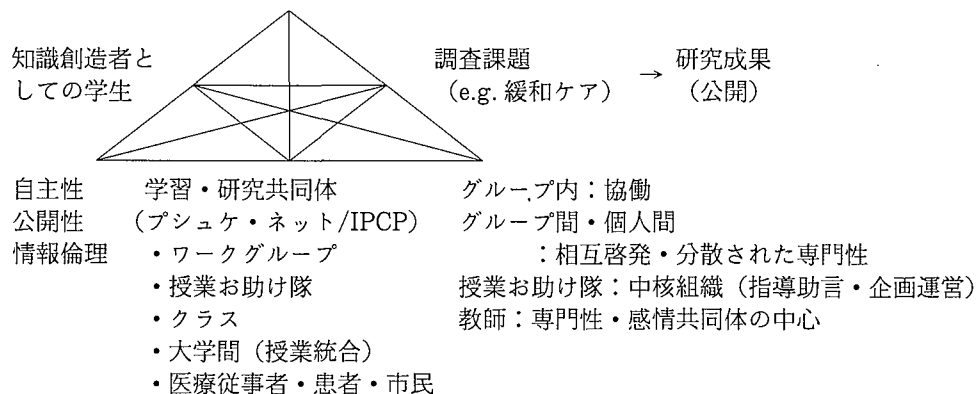 知識創造者と
しての学生
調査課題
(e.g. 緩和ケア)
→ 研究成果
(公開)
自主性
公開性
情報倫理
学習・研究共同体
(プシュケ・ネット/IPCP)
・ワークグループ
・授業お助け隊
・クラス
・大学間(授業統合)
・医療従事者・患者・市民
グループ内:協働
グループ間・個人間
:相互啓発・分散された専門性
授業お助け隊:中核組織(指導助言・企画運営)
教師:専門性・感情共同体の中心